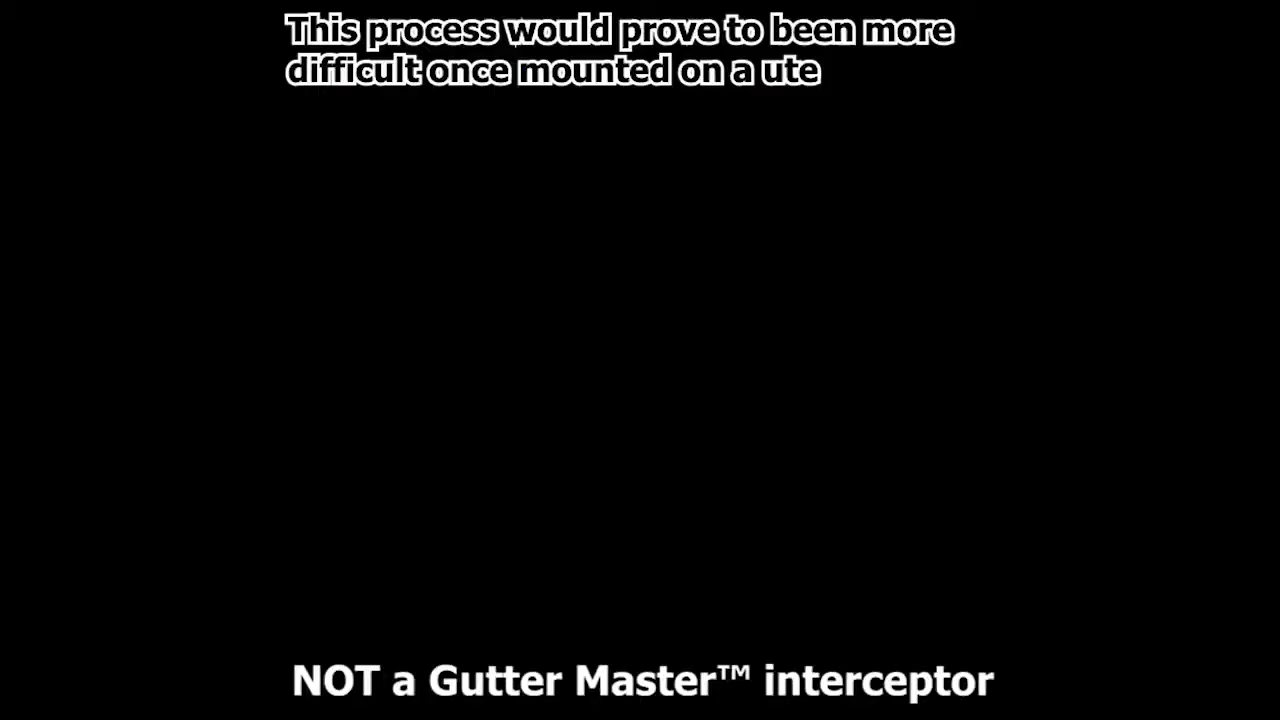 This process would prove to been more
difficult once mounted on a ute
NOT a Gutter Master™ interceptor